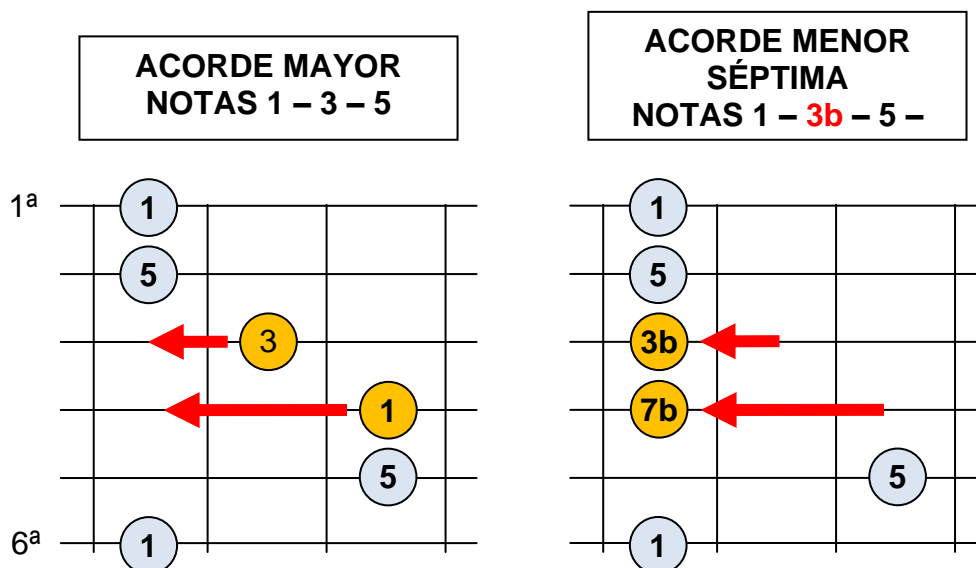 ACORDE MAYOR
NOTAS 1 – 3 – 5
ACORDE MENOR
SÉPTIMA
NOTAS 1 – 3b – 5 –
1ª
1
5
3
1
5
6ª
1
1
5
3b
7b
5
1